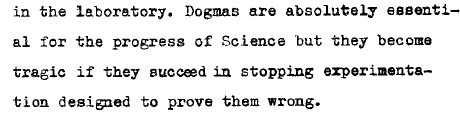 in the laboratory. Dogmas are absolutely essenti-
al for the progress of Science but they become
tragic if they succeed in stopping experimenta-
tion designed to prove them wrong.